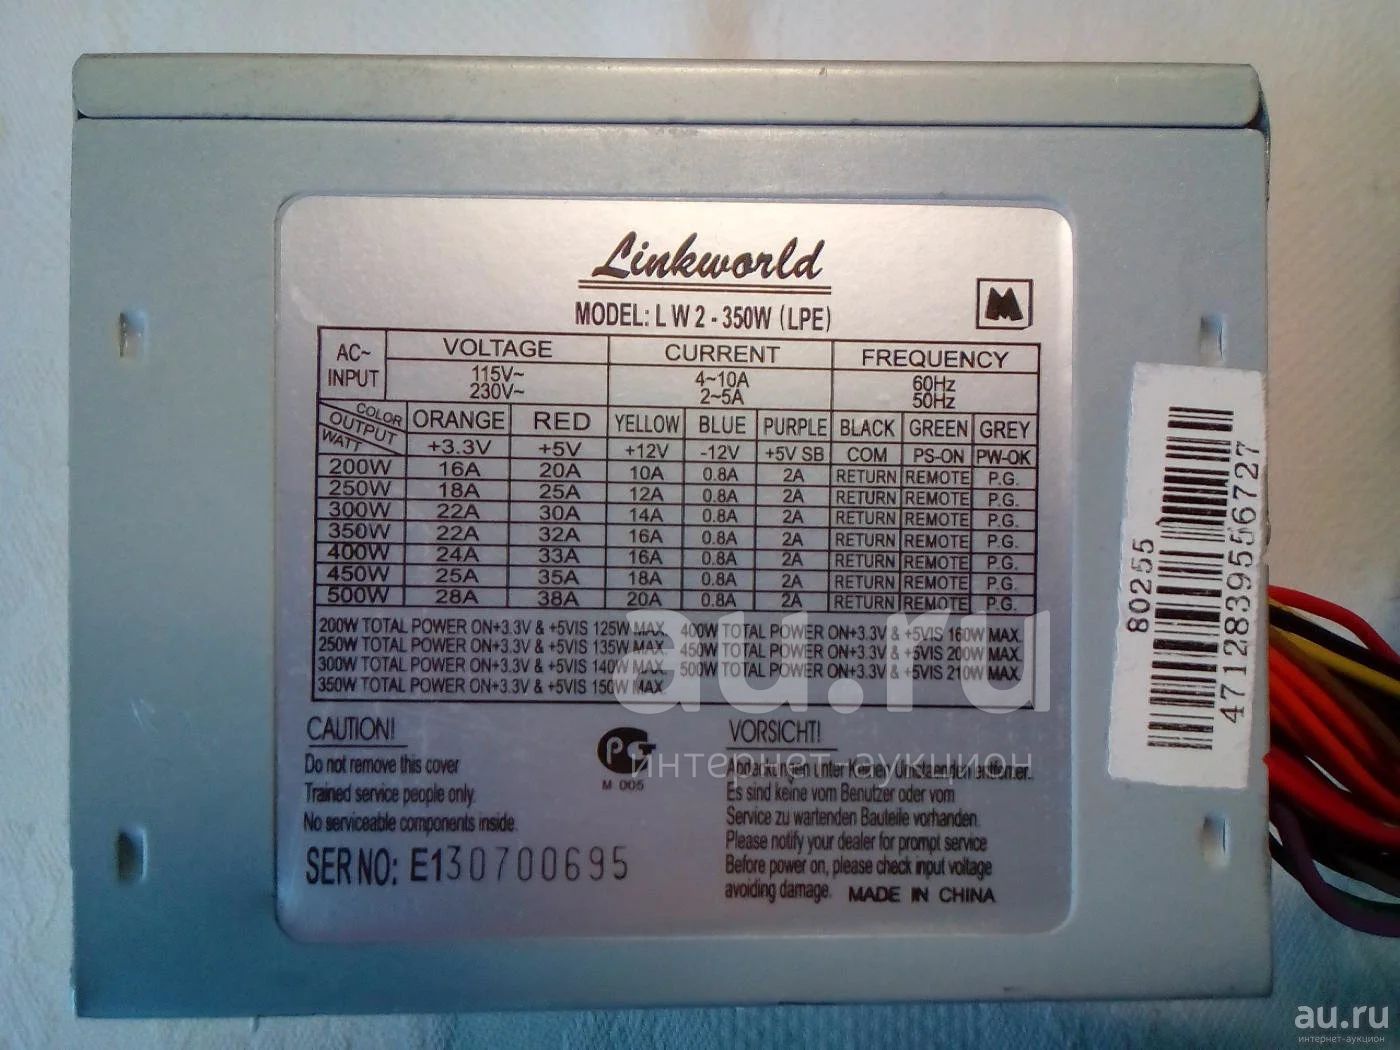 Linkworld
MODEL: L W 2 - 350W (LPE)
M
AC~ INPUT VOLTAGE CURRENT FREQUENCY
115V~ 4~10A 60Hz
230V~ 2~5A 50Hz
COLOR OUTPUT WATT ORANGE RED YELLOW BLUE PURPLE BLACK GREEN GREY
+3.3V +5V +12V -12V +5V SB COM PS-ON PW-OK
200W 16A 20A 10A 0.8A 2A RETURN REMOTE P.G.
250W 18A 25A 12A 0.8A 2A RETURN REMOTE P.G.
300W 22A 30A 14A 0.8A 2A RETURN REMOTE P.G.
350W 22A 32A 16A 0.8A 2A RETURN REMOTE P.G.
400W 24A 33A 16A 0.8A 2A RETURN REMOTE P.G.
450W 25A 35A 18A 0.8A 2A RETURN REMOTE P.G.
500W 28A 38A 20A 0.8A 2A RETURN REMOTE P.G.
200W TOTAL POWER ON+3.3V & +5VIS 125W MAX.
250W TOTAL POWER ON+3.3V & +5VIS 135W MAX.
300W TOTAL POWER ON+3.3V & +5VIS 140W MAX.
350W TOTAL POWER ON+3.3V & +5VIS 150W MAX.
400W TOTAL POWER ON+3.3V & +5VIS 160W MAX.
450W TOTAL POWER ON+3.3V & +5VIS 200W MAX.
500W TOTAL POWER ON+3.3V & +5VIS 210W MAX.
CAUTION!
Do not remove this cover
Trained service people only.
No serviceable components inside.
SER NO: E130700695
РСТ
M 005
VORSICHT!
Keinen
Es sind keine vom Benutzer oder vom
Service zu wartenden Bauteile vorhanden.
Please notify your dealer for prompt service
Before power on, please check input voltage
avoiding damage. MADE IN CHINA
80255
4712839556727
au.ru
интернет-аукцион
au.ru
интернет-аукцион